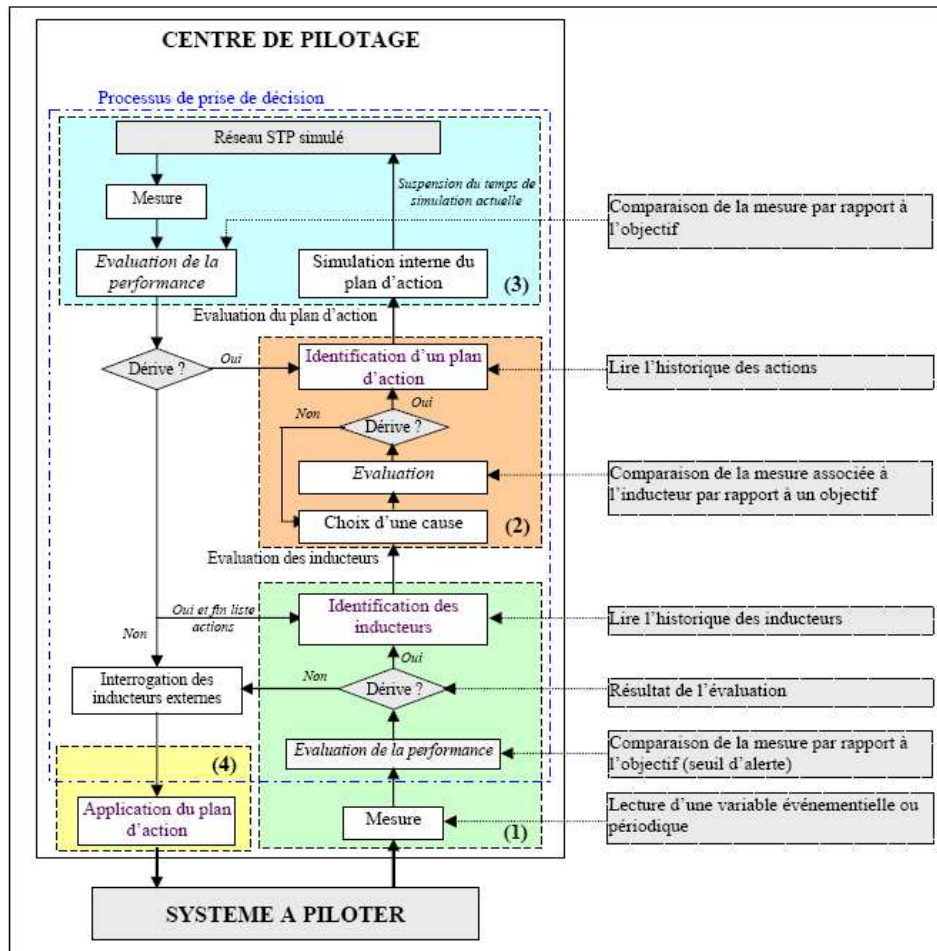 CENTRE DE PILOTAGE
Processus de prise de décision
Réseau STP simulé
Suspension du temps de
simulation actuelle
Mesure
Comparaison de la mesure par rapport à
l'objectif
Evaluation de la
performance
Simulation interne du
plan d'action
(3)
Evaluation du plan d'action
Dérive ?
Oui
Identification d'un plan
d'action
Lire l'historique des actions
Non
Oui
Dérive ?
Evaluation
Comparaison de la mesure associée à
l'inducteur par rapport à un objectif
Choix d'une cause
(2)
Evaluation des inducteurs
Oui et fin liste
actions
Identification des
inducteurs
Lire l'historique des inducteurs
Non
Oui
Interrogation des
inducteurs externes
Non
Dérive ?
Résultat de l'évaluation
Evaluation de la performance
Comparaison de la mesure par rapport à
l'objectif (seuil d'alerte)
(4)
Application du plan
d'action
Mesure
(1)
Lecture d'une variable événementielle ou
périodique
SYSTEME A PILOTER